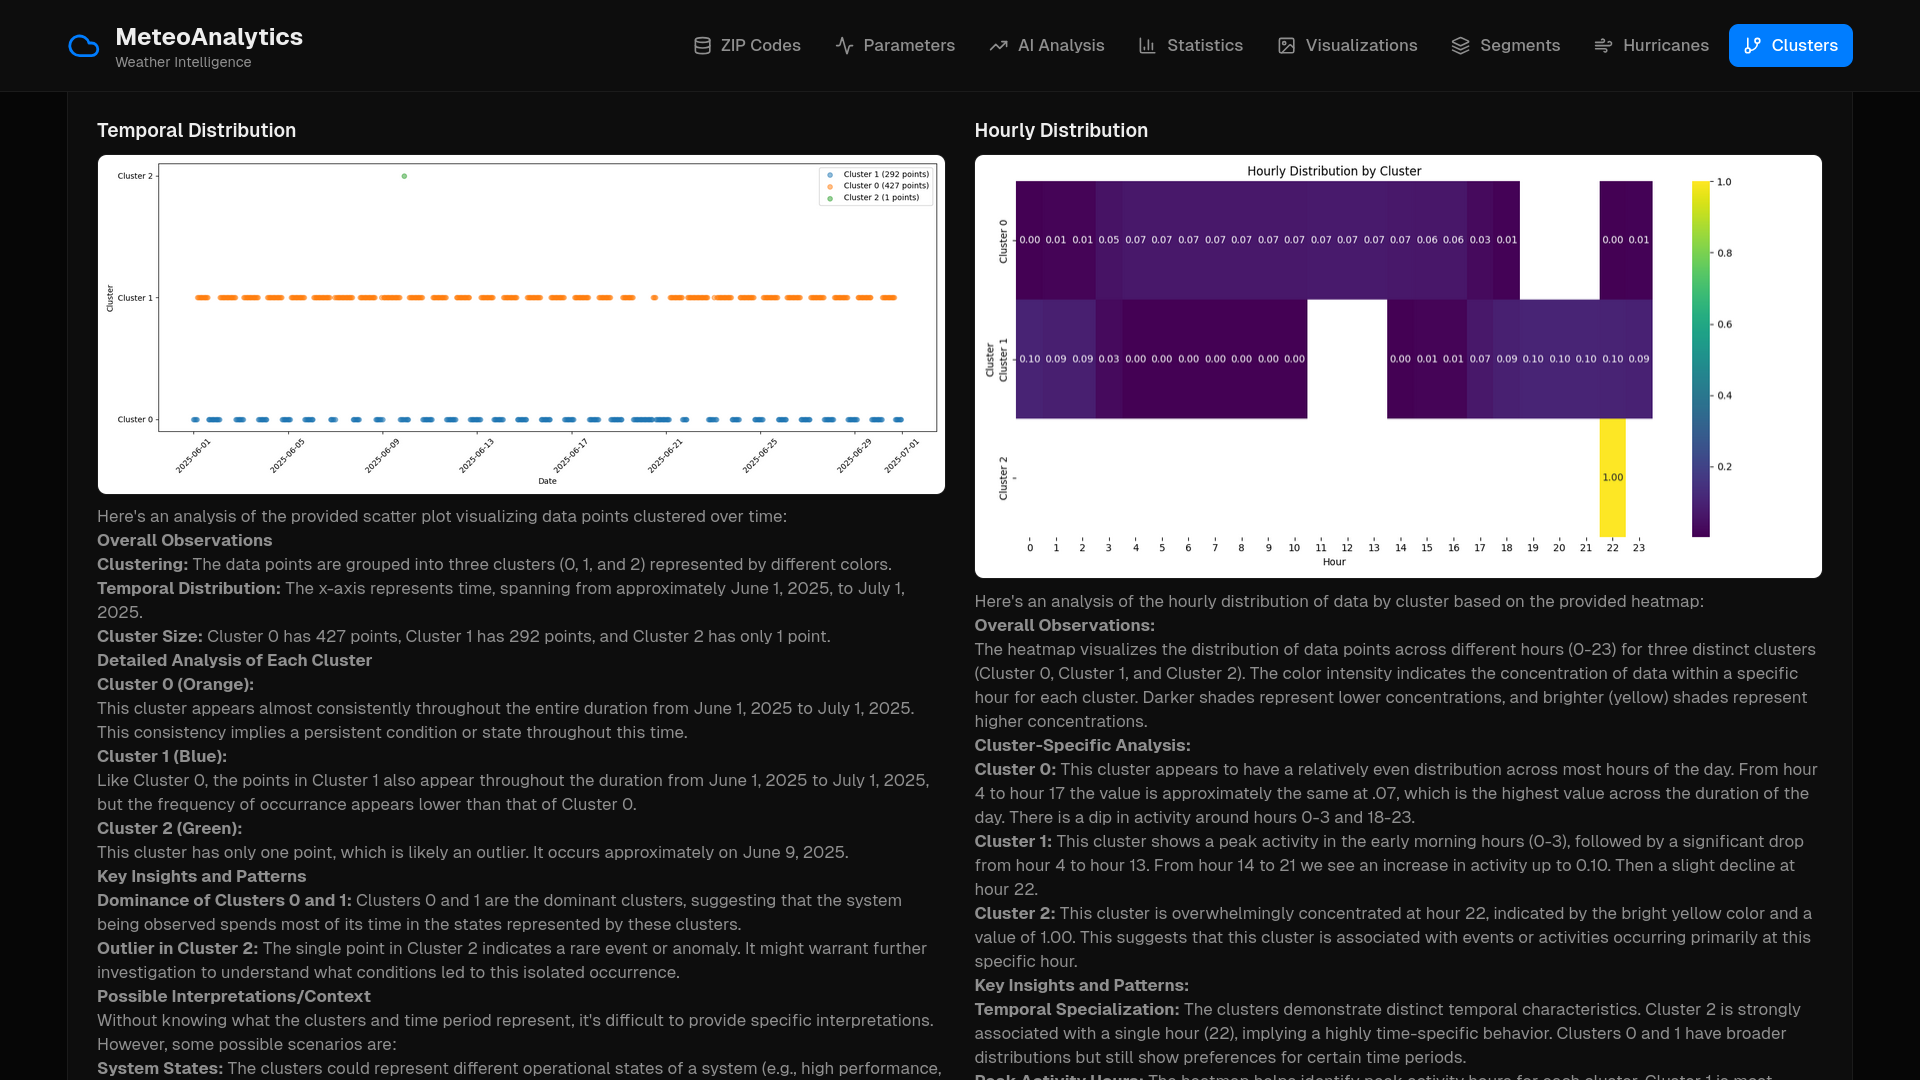 MeteoAnalytics
Weather Intelligence
ZIP Codes
Parameters
AI Analysis
Statistics
Visualizations
Segments
Hurricanes
Clusters
Temporal Distribution
Cluster 2
Cluster 1
Cluster 0
Cluster
Cluster 1 (292 points)
Cluster 0 (427 points)
Cluster 2 (1 points)
2025-06-01
2025-06-05
2025-06-09
2025-06-13
2025-06-17
2025-06-21
2025-06-25
2025-06-29
2025-07-01
Date
Here's an analysis of the provided scatter plot visualizing data points clustered over time:
Overall Observations
Clustering: The data points are grouped into three clusters (0, 1, and 2) represented by different colors.
Temporal Distribution: The x-axis represents time, spanning from approximately June 1, 2025, to July 1,
2025.
Cluster Size: Cluster 0 has 427 points, Cluster 1 has 292 points, and Cluster 2 has only 1 point.
Detailed Analysis of Each Cluster
Cluster 0 (Orange):
This cluster appears almost consistently throughout the entire duration from June 1, 2025 to July 1, 2025.
This consistency implies a persistent condition or state throughout this time.
Cluster 1 (Blue):
Like Cluster 0, the points in Cluster 1 also appear throughout the duration from June 1, 2025 to July 1, 2025,
but the frequency of occurrance appears lower than that of Cluster 0.
Cluster 2 (Green):
This cluster has only one point, which is likely an outlier. It occurs approximately on June 9, 2025.
Key Insights and Patterns
Dominance of Clusters 0 and 1: Clusters 0 and 1 are the dominant clusters, suggesting that the system
being observed spends most of its time in the states represented by these clusters.
Outlier in Cluster 2: The single point in Cluster 2 indicates a rare event or anomaly. It might warrant further
investigation to understand what conditions led to this isolated occurrence.
Possible Interpretations/Context
Without knowing what the clusters and time period represent, it's difficult to provide specific interpretations.
However, some possible scenarios are:
System States: The clusters could represent different operational states of a system (e.g., high performance,
Hourly Distribution
Hourly Distribution by Cluster
Cluster 0
0.00 0.01 0.01 0.05 0.07 0.07 0.07 0.07 0.07 0.07 0.07 0.07 0.07 0.07 0.07 0.06 0.06 0.03 0.01 0.00 0.01
Cluster
Cluster 1
0.10 0.09 0.09 0.03 0.00 0.00 0.00 0.00 0.00 0.00 0.00 0.00 0.01 0.01 0.07 0.09 0.10 0.10 0.10 0.10 0.09
Cluster 2
1.00
0 1 2 3 4 5 6 7 8 9 10 11 12 13 14 15 16 17 18 19 20 21 22 23
Hour
1.0
0.8
0.6
0.4
0.2
Here's an analysis of the hourly distribution of data by cluster based on the provided heatmap:
Overall Observations:
The heatmap visualizes the distribution of data points across different hours (0-23) for three distinct clusters
(Cluster 0, Cluster 1, and Cluster 2). The color intensity indicates the concentration of data within a specific
hour for each cluster. Darker shades represent lower concentrations, and brighter (yellow) shades represent
higher concentrations.
Cluster-Specific Analysis:
Cluster 0: This cluster appears to have a relatively even distribution across most hours of the day. From hour
4 to hour 17 the value is approximately the same at .07, which is the highest value across the duration of the
day. There is a dip in activity around hours 0-3 and 18-23.
Cluster 1: This cluster shows a peak activity in the early morning hours (0-3), followed by a significant drop
from hour 4 to hour 13. From hour 14 to 21 we see an increase in activity up to 0.10. Then a slight decline at
hour 22.
Cluster 2: This cluster is overwhelmingly concentrated at hour 22, indicated by the bright yellow color and a
value of 1.00. This suggests that this cluster is associated with events or activities occurring primarily at this
specific hour.
Key Insights and Patterns:
Temporal Specialization: The clusters demonstrate distinct temporal characteristics. Cluster 2 is strongly
associated with a single hour (22), implying a highly time-specific behavior. Clusters 0 and 1 have broader
distributions but still show preferences for certain time periods.
Peak Activity Hours: The heatmap helps identify peak activity hours for each cluster. Cluster 1 is most